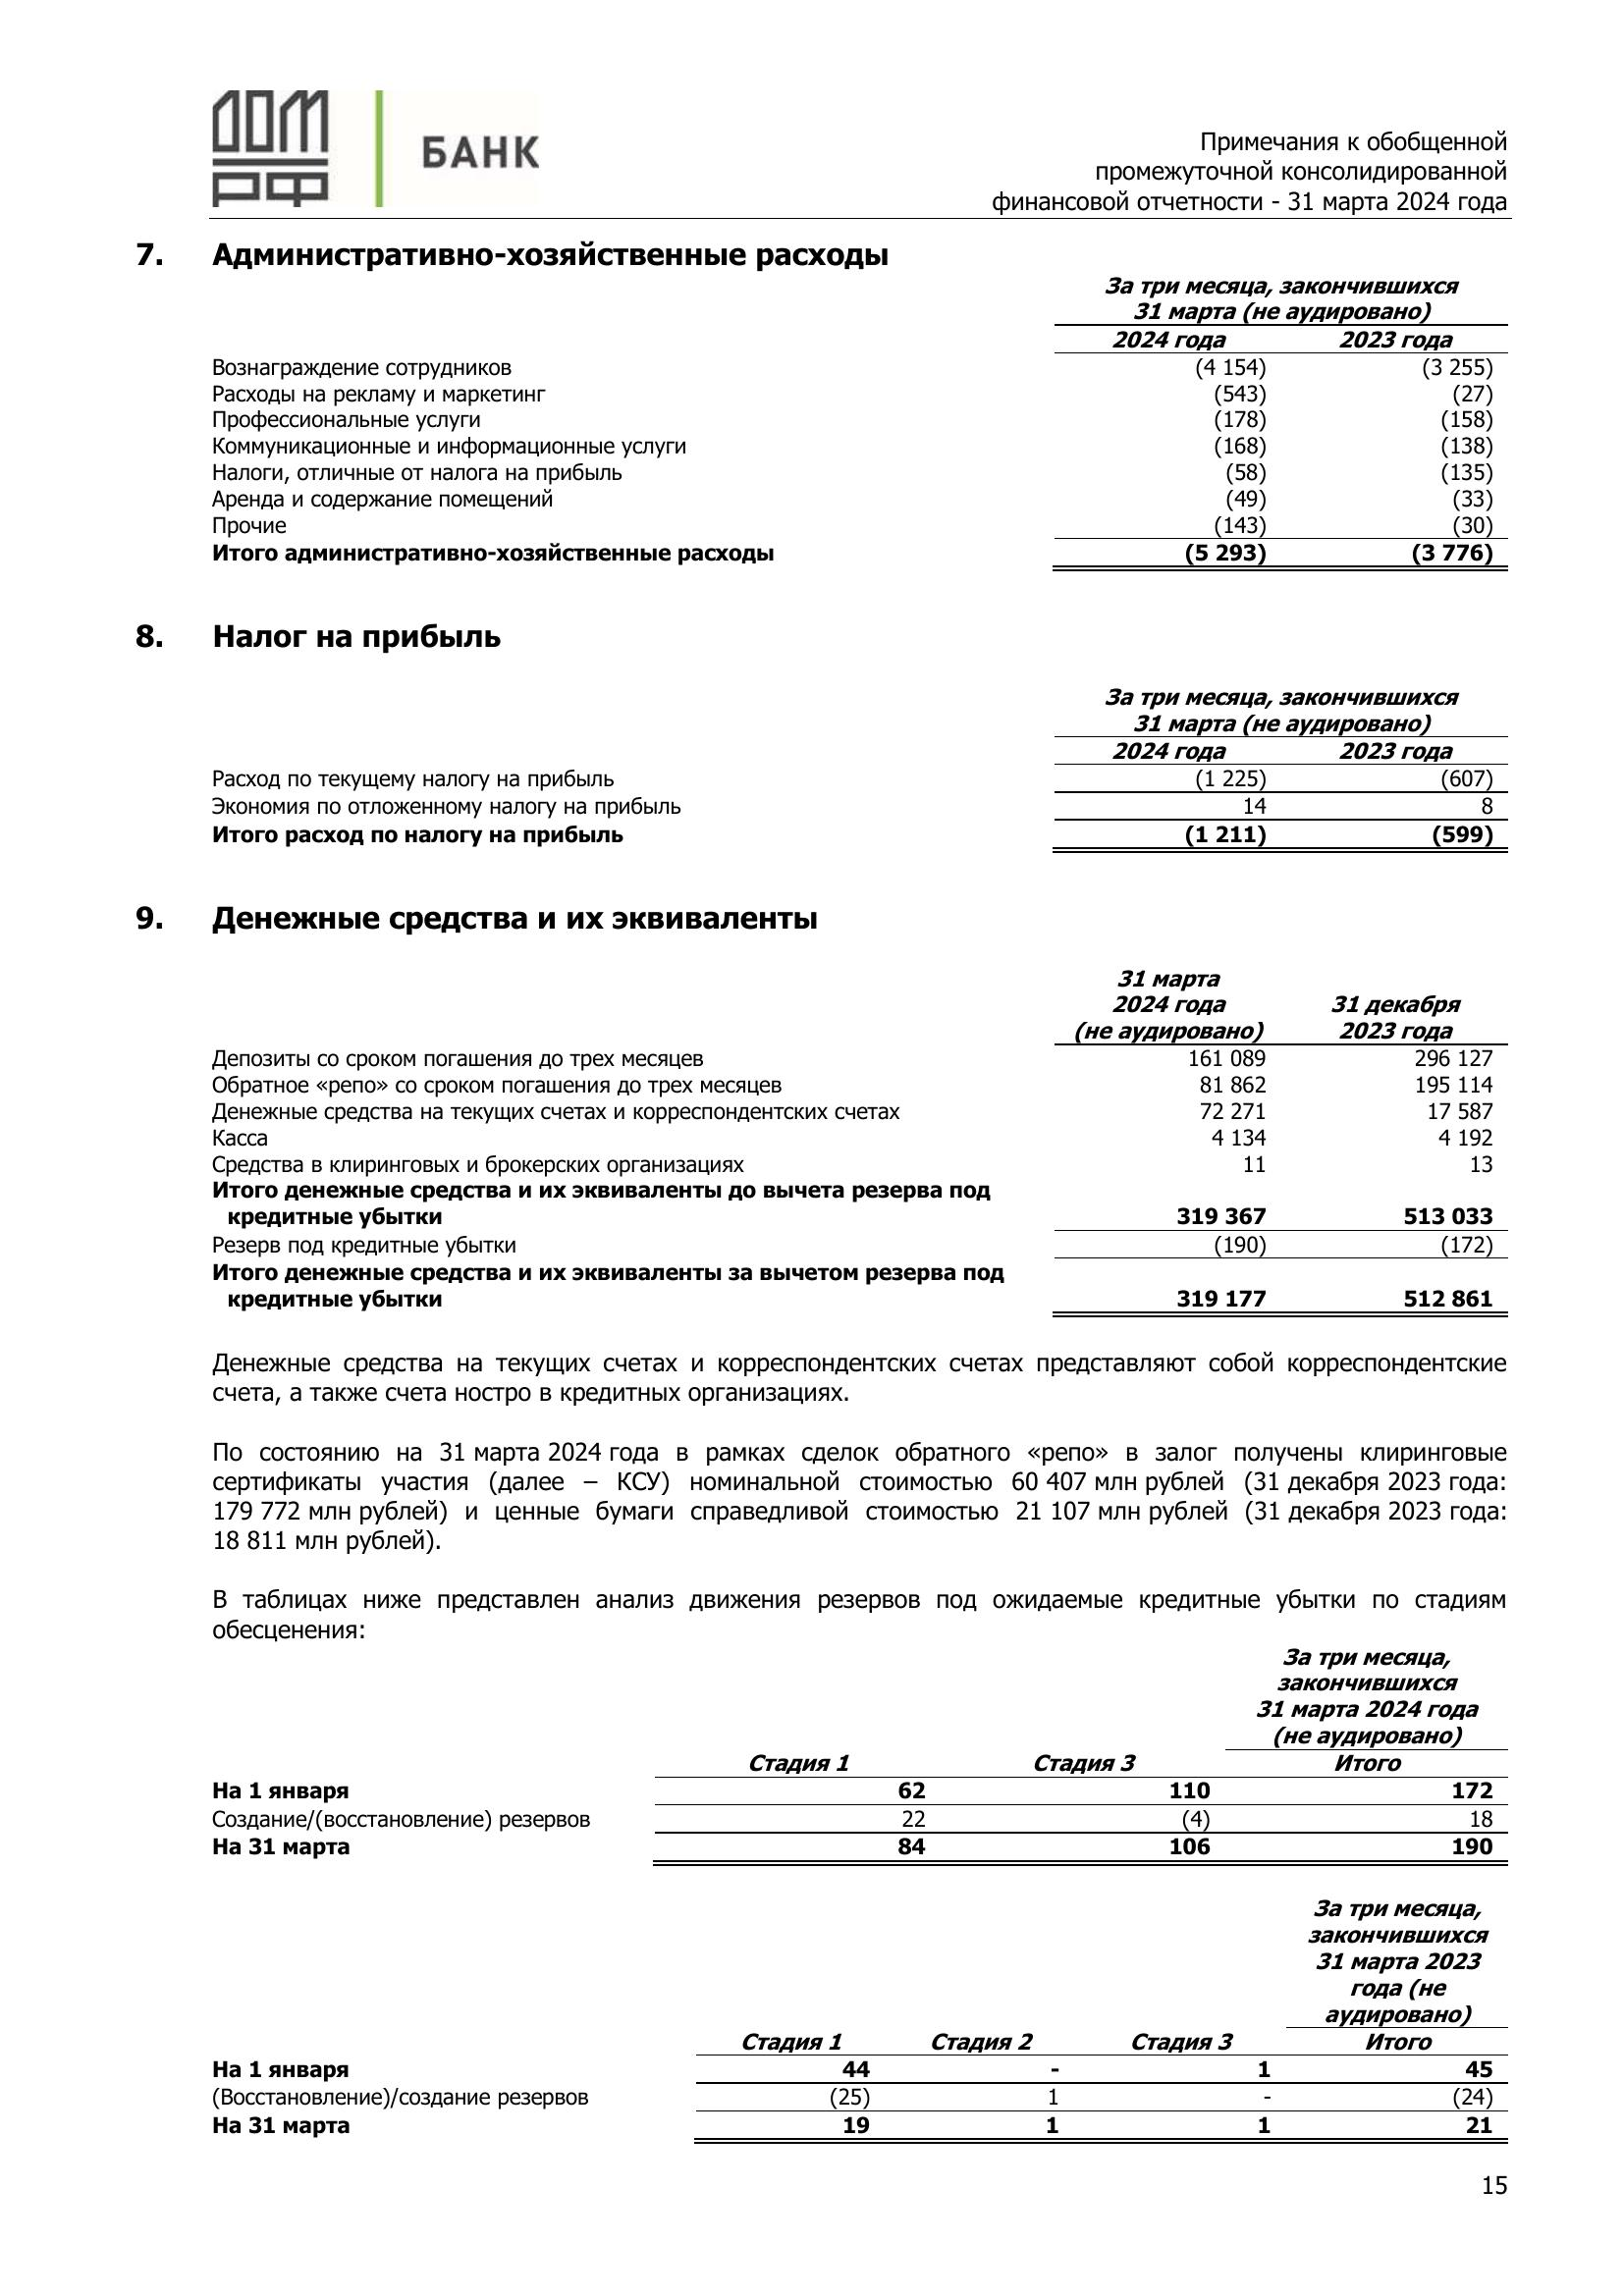 ДОМ
РФ
БАНК
Примечания к обобщенной
промежуточной консолидированной
финансовой отчетности - 31 марта 2024 года
7. Административно-хозяйственные расходы
За три месяца, закончившихся
31 марта (не аудировано)
2024 года 2023 года
Вознаграждение сотрудников (4 154) (3 255)
Расходы на рекламу и маркетинг (543) (27)
Профессиональные услуги (178) (158)
Коммуникационные и информационные услуги (168) (138)
Налоги, отличные от налога на прибыль (58) (135)
Аренда и содержание помещений (49) (33)
Прочие (143) (30)
Итого административно-хозяйственные расходы (5 293) (3 776)
8. Налог на прибыль
За три месяца, закончившихся
31 марта (не аудировано)
2024 года 2023 года
Расход по текущему налогу на прибыль (1 225) (607)
Экономия по отложенному налогу на прибыль 14 8
Итого расход по налогу на прибыль (1 211) (599)
9. Денежные средства и их эквиваленты
31 марта
2024 года 31 декабря
(не аудировано) 2023 года
Депозиты со сроком погашения до трех месяцев 161 089 296 127
Обратное «репо» со сроком погашения до трех месяцев 81 862 195 114
Денежные средства на текущих счетах и корреспондентских счетах 72 271 17 587
Касса 4 134 4 192
Средства в клиринговых и брокерских организациях 11 13
Итого денежные средства и их эквиваленты до вычета резерва под
кредитные убытки 319 367 513 033
Резерв под кредитные убытки (190) (172)
Итого денежные средства и их эквиваленты за вычетом резерва под
кредитные убытки 319 177 512 861
Денежные средства на текущих счетах и корреспондентских счетах представляют собой корреспондентские
счета, а также счета ностро в кредитных организациях.
По состоянию на 31 марта 2024 года в рамках сделок обратного «репо» в залог получены клиринговые
сертификаты участия (далее – КСУ) номинальной стоимостью 60 407 млн рублей (31 декабря 2023 года:
179 772 млн рублей) и ценные бумаги справедливой стоимостью 21 107 млн рублей (31 декабря 2023 года:
18 811 млн рублей).
В таблицах ниже представлен анализ движения резервов под ожидаемые кредитные убытки по стадиям
обесценения:
За три месяца,
закончившихся
31 марта 2024 года
(не аудировано)
Стадия 1 Стадия 3 Итого
На 1 января 62 110 172
Создание/(восстановление) резервов 22 (4) 18
На 31 марта 84 106 190
За три месяца,
закончившихся
31 марта 2023
года (не
аудировано)
Стадия 1 Стадия 2 Стадия 3 Итого
На 1 января 44 - 1 45
(Восстановление)/создание резервов (25) 1 - (24)
На 31 марта 19 1 1 21
15